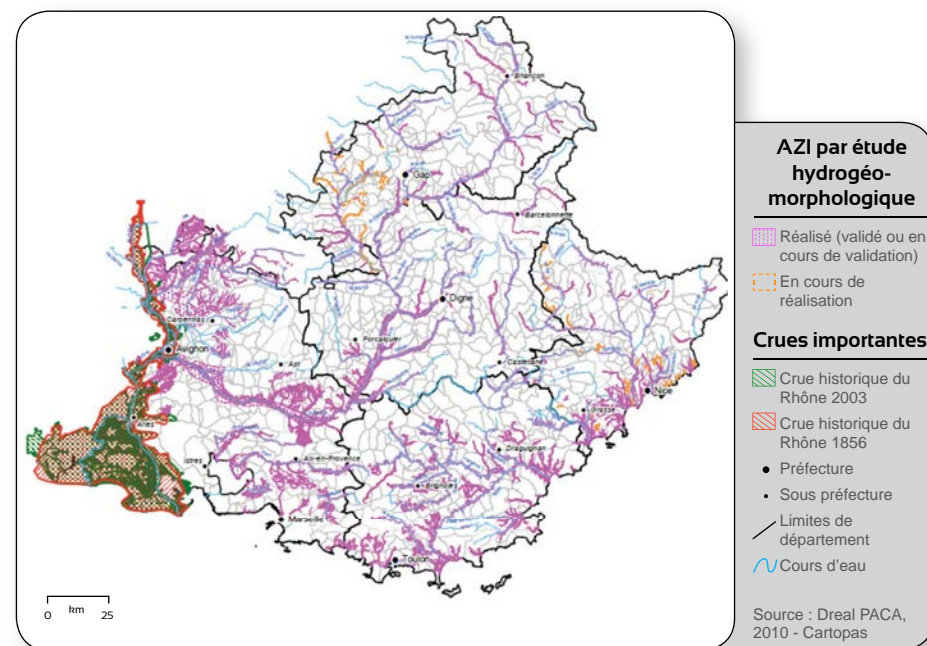 Briançon
Gap
Barcelonnette
Digne
Carpentras
Avignon
Forcalquier
Apt
Castellane
Nice
Grasse
Arles
Draguignan
Istres
Aix-en-Provence
Brignoles
Marseille
Toulon
km
0 25
AZI par étude
hydrogéo-
morphologique
Réalisé (validé ou en
cours de validation)
En cours de
réalisation
Crues importantes
Crue historique du
Rhône 2003
Crue historique du
Rhône 1856
Préfecture
Sous préfecture
Limites de
département
Cours d'eau
Source : Dreal PACA,
2010 - Cartopas